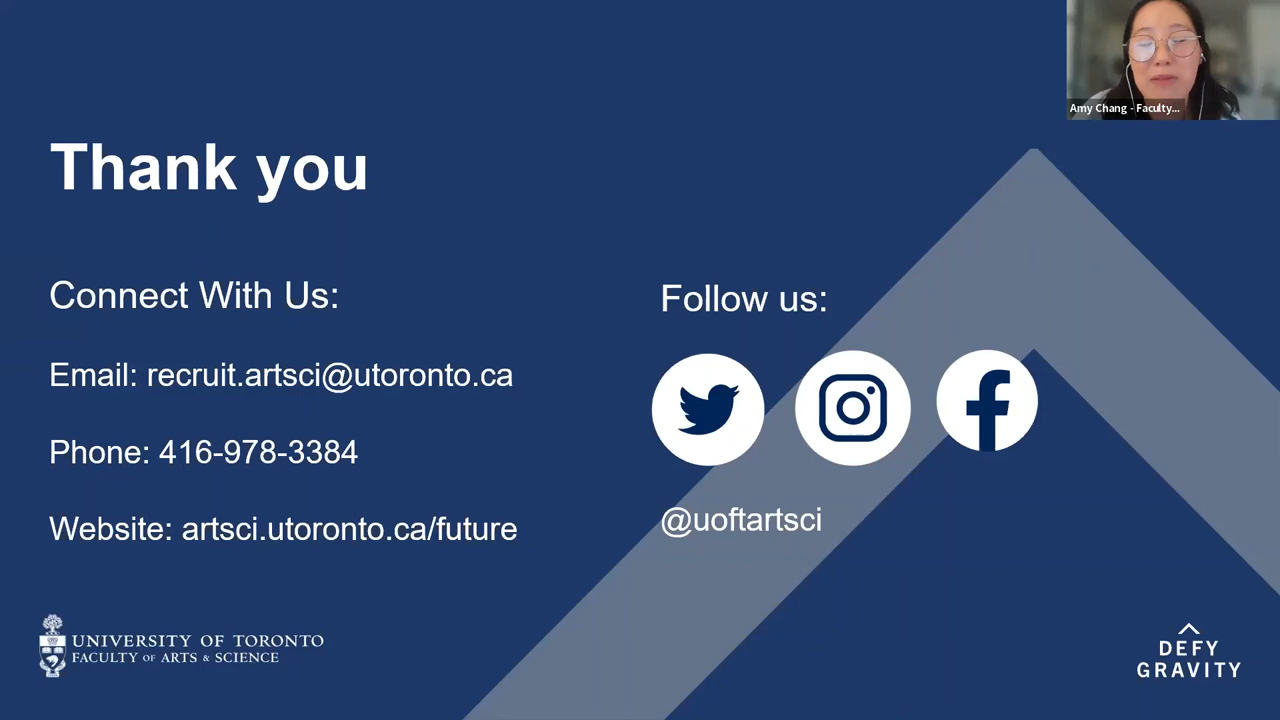 Amy Chang - Faculty...
Thank you
Connect With Us:
Email: recruit.artsci@utoronto.ca
Phone: 416-978-3384
Website: artsci.utoronto.ca/future
Follow us:
@uoftartsci
UNIVERSITY OF TORONTO
FACULTY OF ARTS & SCIENCE
DEFY
GRAVITY